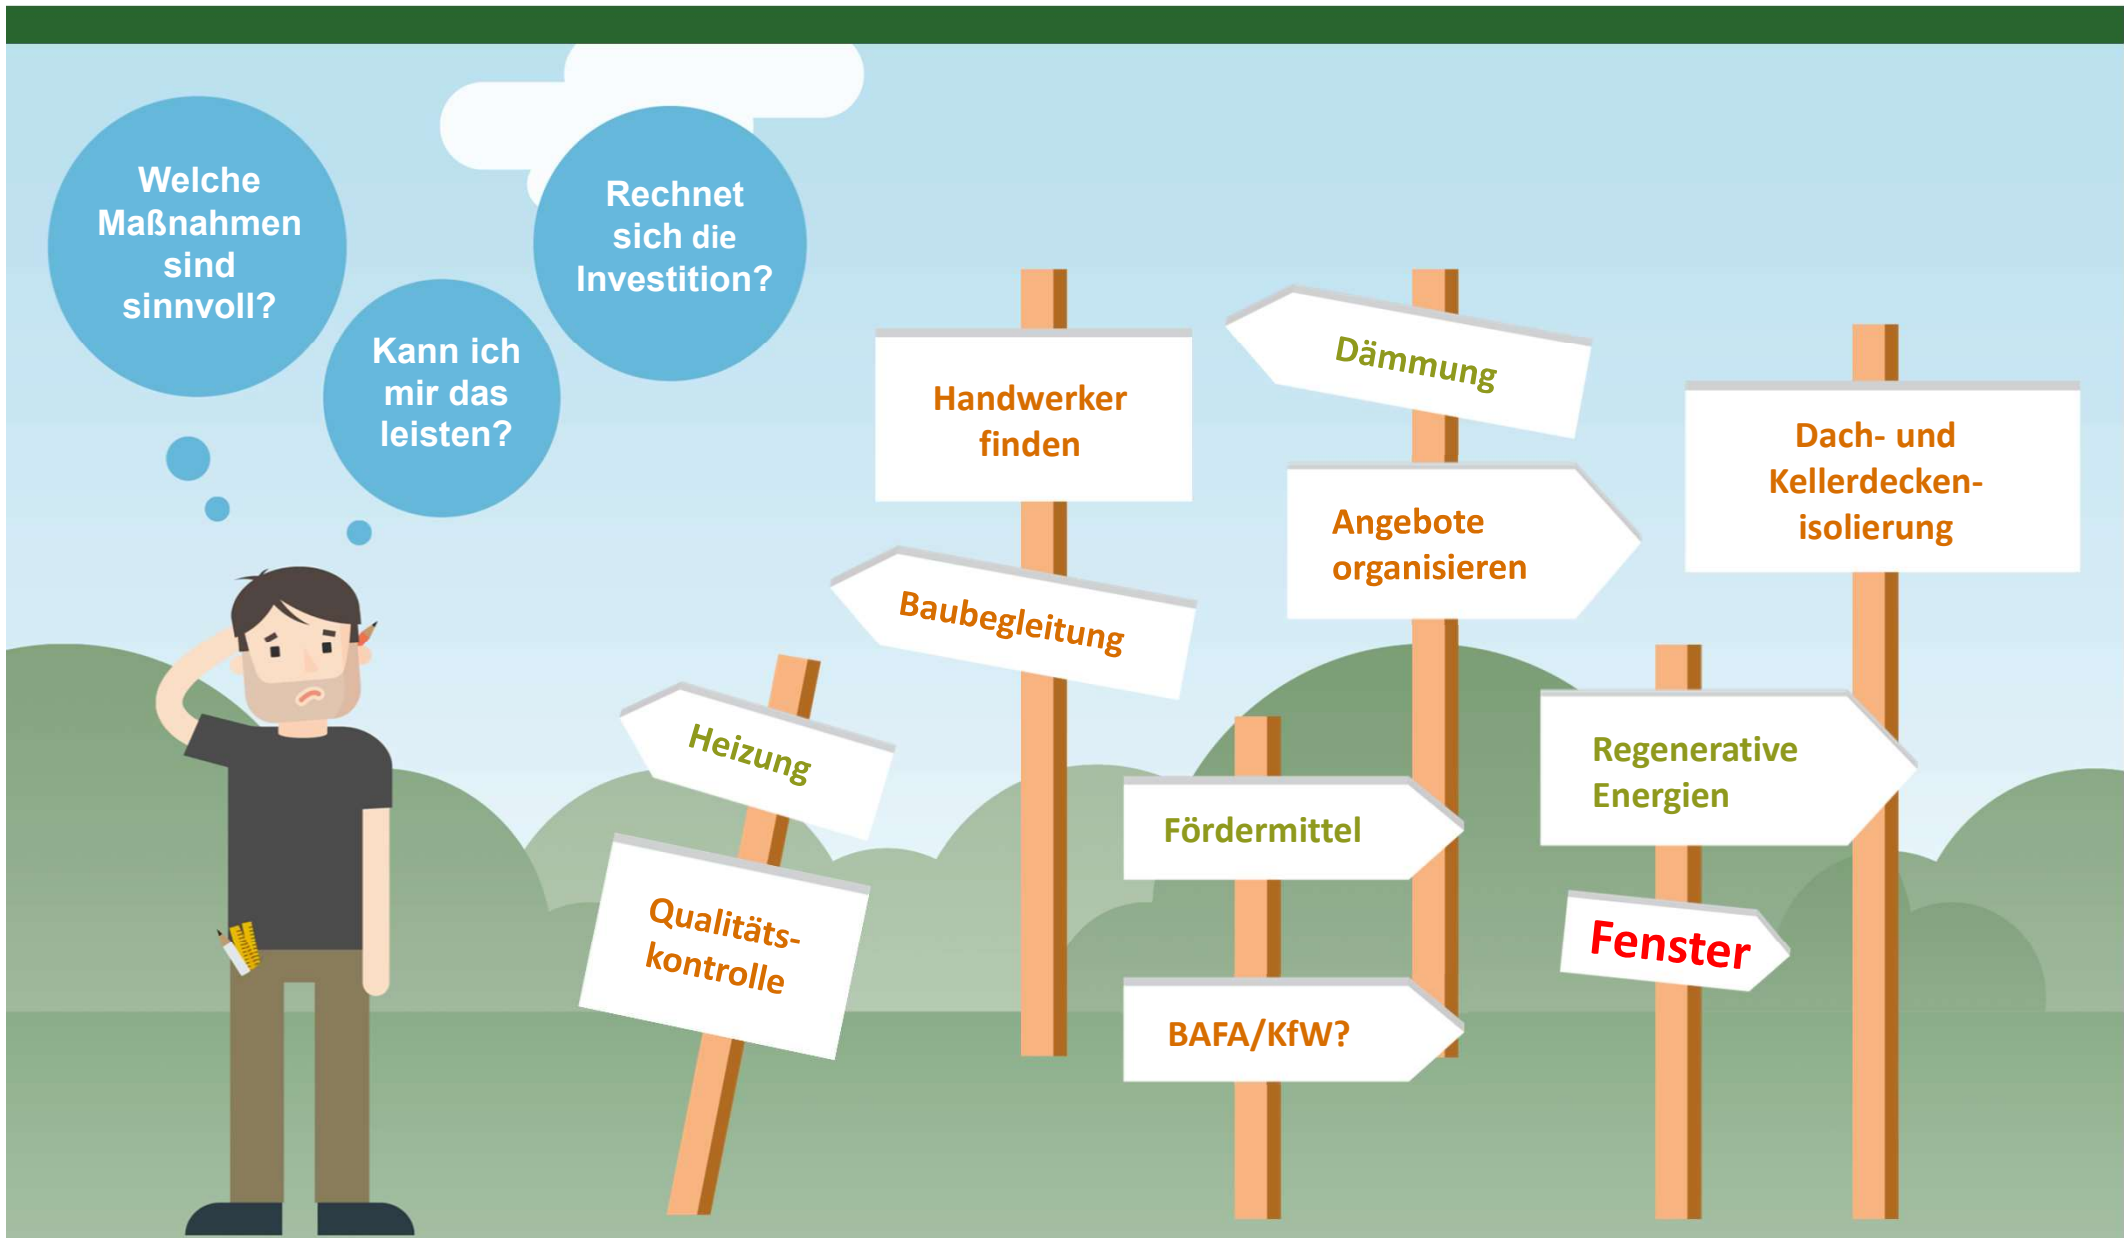 Welche
Maßnahmen
sind
sinnvoll?
Kann ich
mir das
leisten?
Rechnet
sich die
Investition?
Handwerker
finden
Baubegleitung
Dämmung
Angebote
organisieren
Dach- und
Kellerdecken-
isolierung
Heizung
Qualitäts-
kontrolle
Fördermittel
BAFA/KfW?
Regenerative
Energien
Fenster